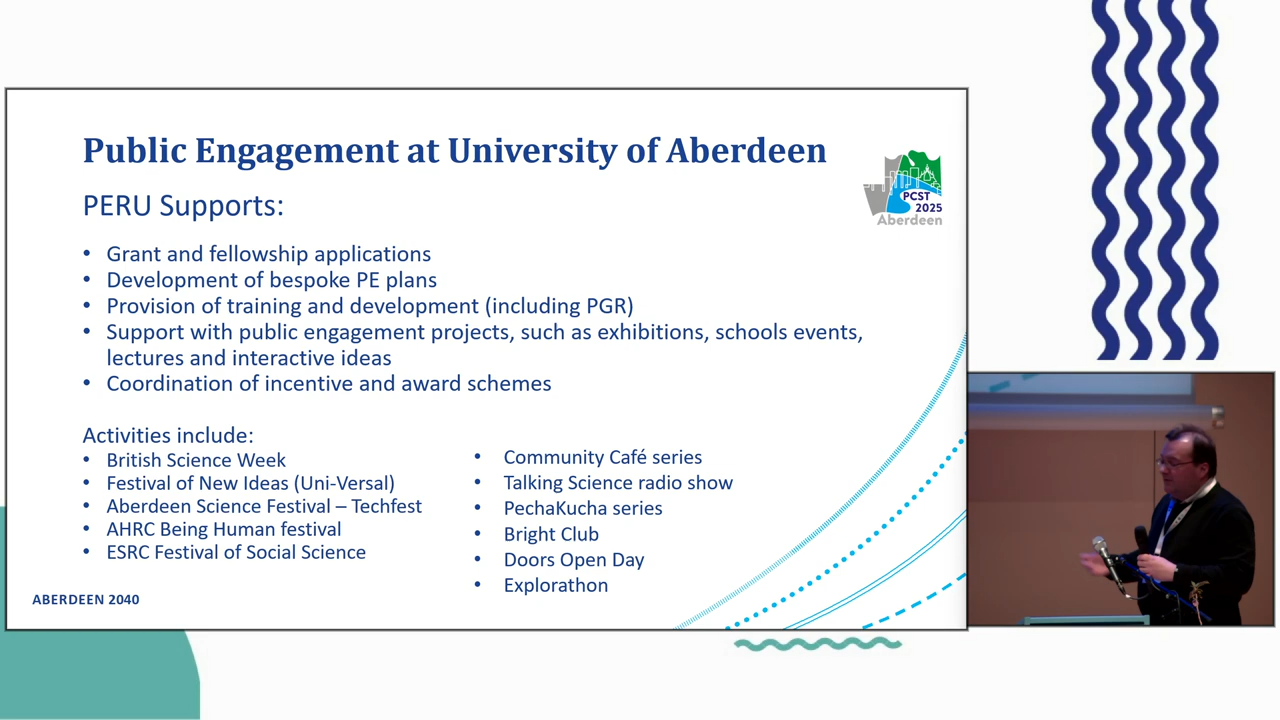 Public Engagement at University of Aberdeen
PERU Supports:
• Grant and fellowship applications
• Development of bespoke PE plans
• Provision of training and development (including PGR)
• Support with public engagement projects, such as exhibitions, schools events,
lectures and interactive ideas
• Coordination of incentive and award schemes
Activities include:
• British Science Week
• Festival of New Ideas (Uni-Versal)
• Aberdeen Science Festival – Techfest
• AHRC Being Human festival
• ESRC Festival of Social Science
• Community Café series
• Talking Science radio show
• PechaKucha series
• Bright Club
• Doors Open Day
• Explorathon
ABERDEEN 2040
PCST
2025
Aberdeen